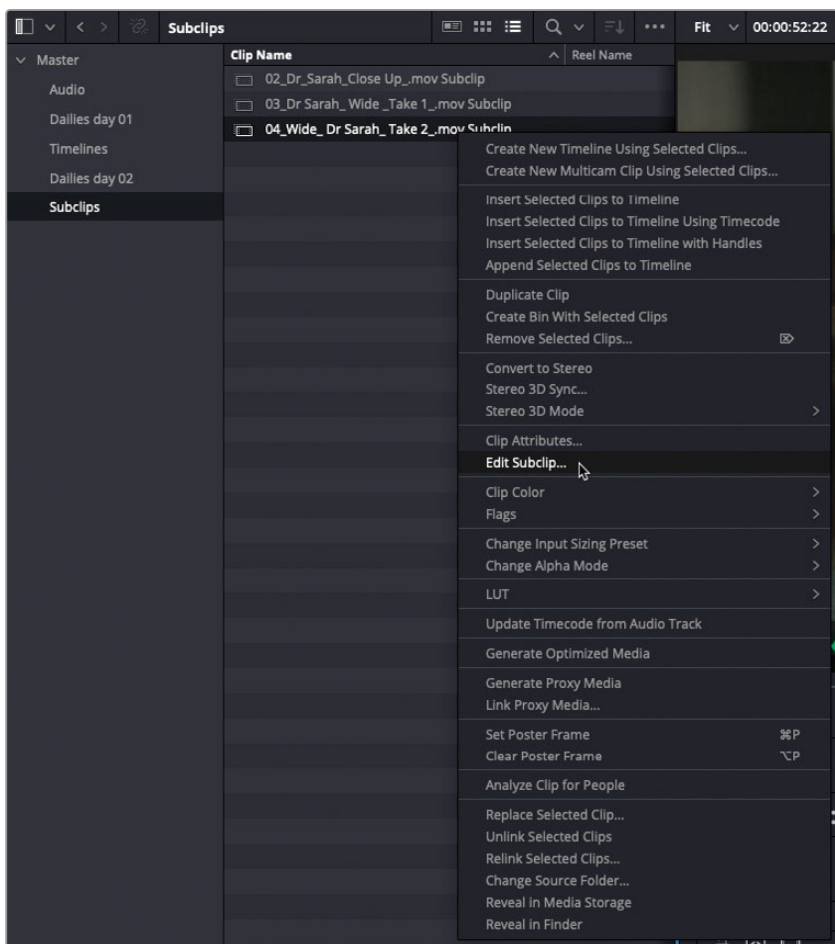 Subclips
Fit
00:00:52:22
Master
Audio
Dailies day 01
Timelines
Dailies day 02
Subclips
Clip Name
Reel Name
02_Dr_Sarah_Close Up_.mov Subclip
03_Dr Sarah_ Wide _Take 1_.mov Subclip
04_Wide_ Dr Sarah_ Take 2_.mov Subclip
Create New Timeline Using Selected Clips...
Create New Multicam Clip Using Selected Clips...
Insert Selected Clips to Timeline
Insert Selected Clips to Timeline Using Timecode
Insert Selected Clips to Timeline with Handles
Append Selected Clips to Timeline
Duplicate Clip
Create Bin With Selected Clips
Remove Selected Clips...
Convert to Stereo
Stereo 3D Sync...
Stereo 3D Mode
Clip Attributes...
Edit Subclip...
Clip Color
Flags
Change Input Sizing Preset
Change Alpha Mode
LUT
Update Timecode from Audio Track
Generate Optimized Media
Generate Proxy Media
Link Proxy Media...
Set Poster Frame ⌘P
Clear Poster Frame ⌥P
Analyze Clip for People
Replace Selected Clip...
Unlink Selected Clips
Relink Selected Clips...
Change Source Folder...
Reveal in Media Storage
Reveal in Finder